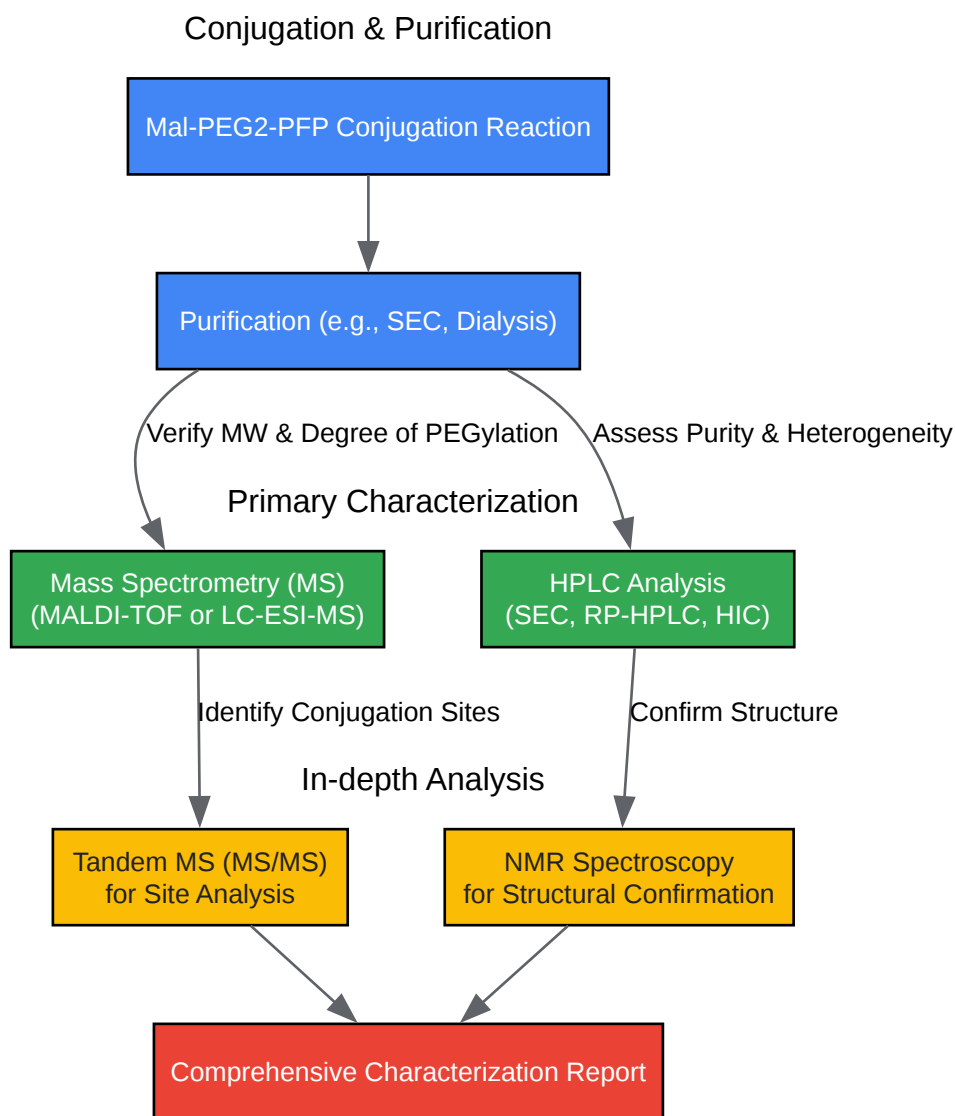 Conjugation & Purification
Mal-PEG2-PFP Conjugation Reaction
Purification (e.g., SEC, Dialysis)
Verify MW & Degree of PEGylation
Assess Purity & Heterogeneity
Primary Characterization
Mass Spectrometry (MS)
(MALDI-TOF or LC-ESI-MS)
HPLC Analysis
(SEC, RP-HPLC, HIC)
Identify Conjugation Sites
Confirm Structure
In-depth Analysis
Tandem MS (MS/MS)
for Site Analysis
NMR Spectroscopy
for Structural Confirmation
Comprehensive Characterization Report